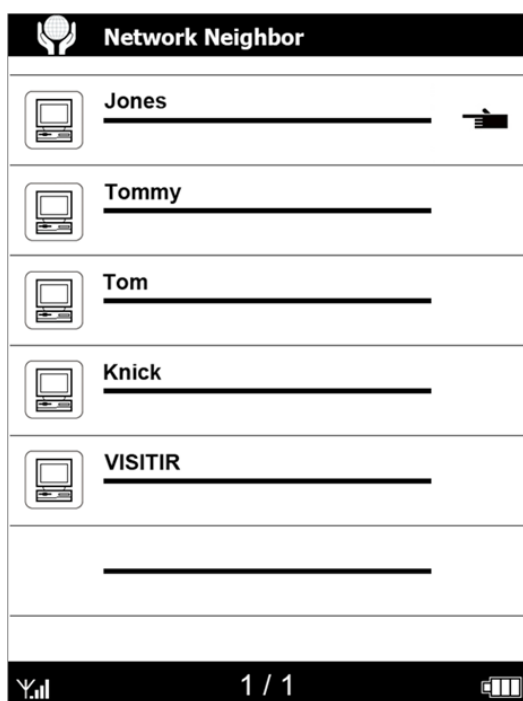 Network Neighbor
Jones
Tommy
Tom
Knick
VISITIR
1 / 1